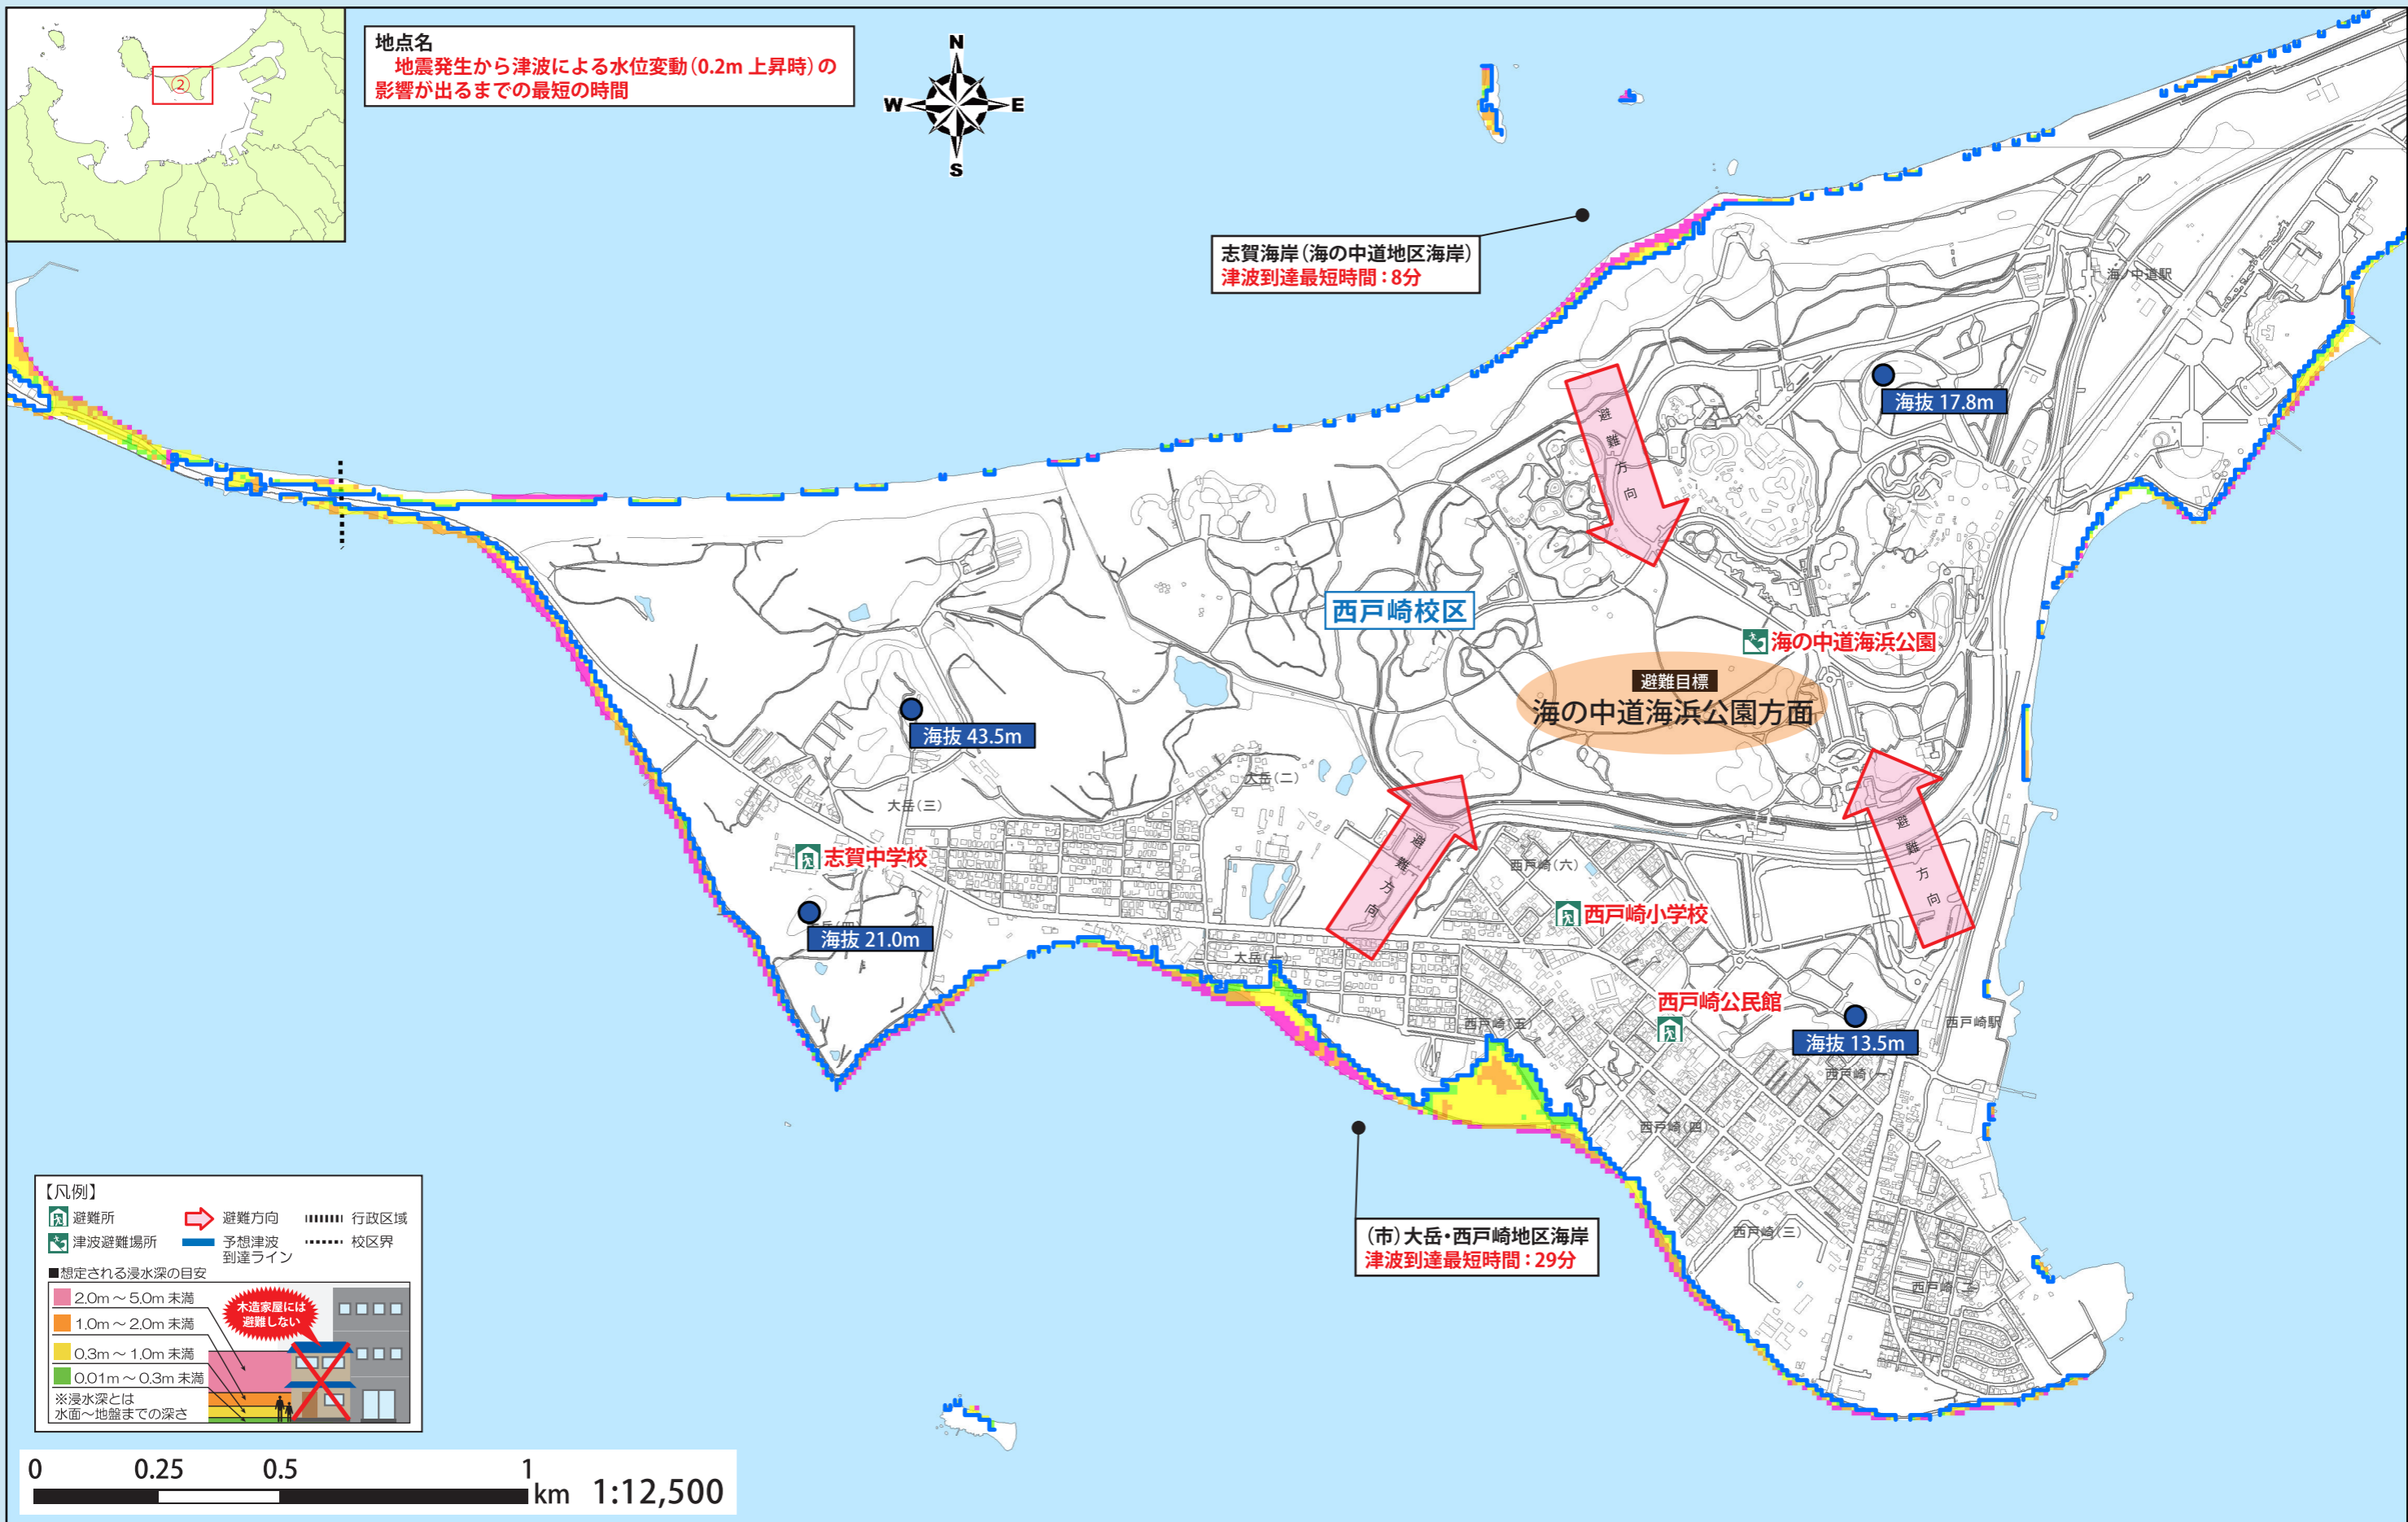 ②
地点名
地震発生から津波による水位変動(0.2m 上昇時)の
影響が出るまでの最短の時間
N
W
E
S
志賀海岸(海の中道地区海岸)
津波到達最短時間:8分
海ノ中道駅
海抜 17.8m
避難方向
西戸崎校区
海の中道海浜公園
避難目標
海の中道海浜公園方面
海抜 43.5m
大岳(二)
大岳(三)
志賀中学校
避難方向
避難方向
西戸崎(六)
西戸崎小学校
大岳(四)
海抜 21.0m
大岳(一)
西戸崎公民館
西戸崎(五)
西戸崎駅
海抜 13.5m
西戸崎(一)
西戸崎(四)
(市)大岳・西戸崎地区海岸
津波到達最短時間:29分
西戸崎(三)
西戸崎(二)
【凡例】
避難所
避難方向
行政区域
津波避難場所
予想津波
到達ライン
校区界
■想定される浸水深の目安
2.0m～5.0m 未満
1.0m～2.0m 未満
0.3m～1.0m 未満
0.01m～0.3m 未満
※浸水深とは
水面～地盤までの深さ
木造家屋には
避難しない
0 0.25 0.5 1
km 1:12,500